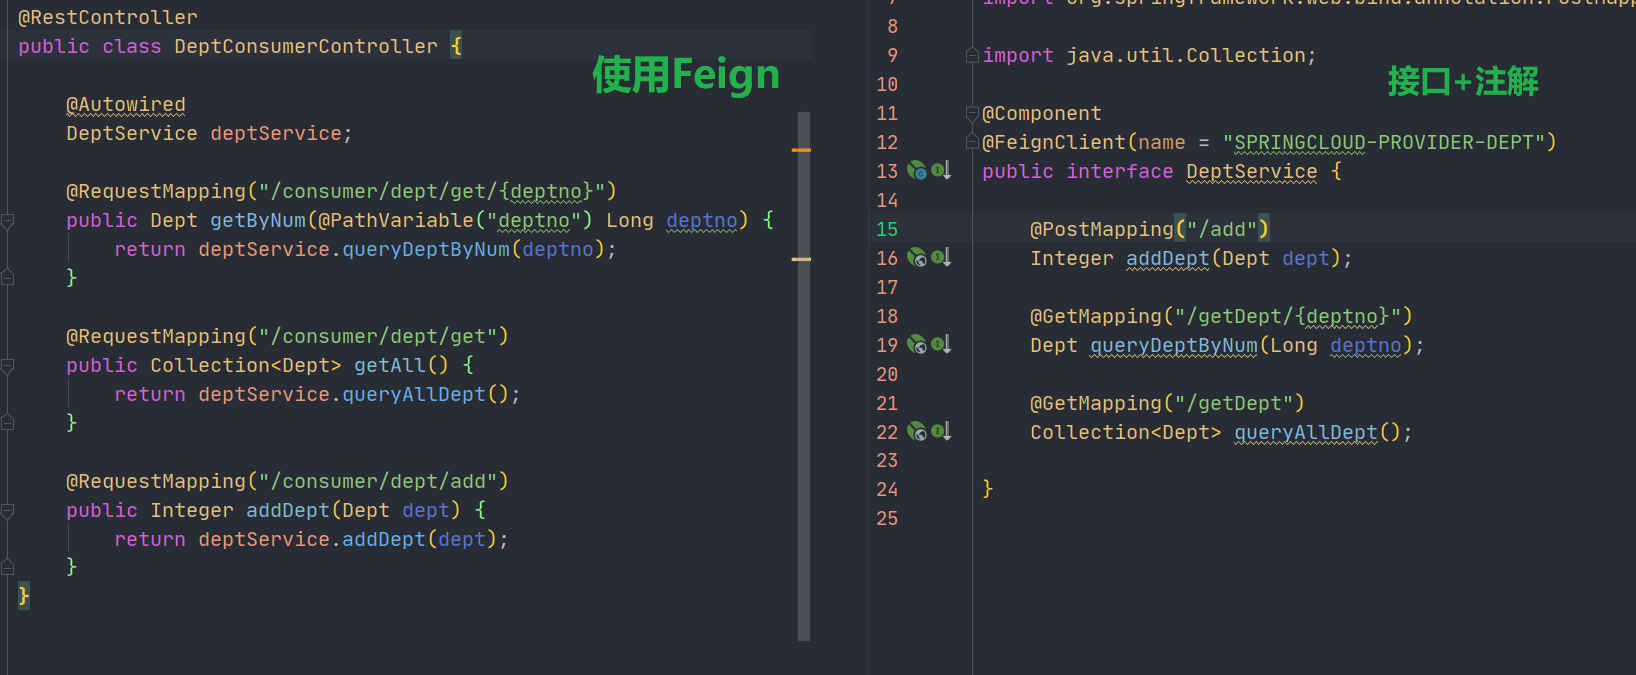 @RestController
public class DeptConsumerController {
使用Feign
@Autowired
DeptService deptService;
@RequestMapping("/consumer/dept/get/{deptno}")
public Dept getByNum(@PathVariable("deptno") Long deptno) {
return deptService.queryDeptByNum(deptno);
}
@RequestMapping("/consumer/dept/get")
public Collection<Dept> getAll() {
return deptService.queryAllDept();
}
@RequestMapping("/consumer/dept/add")
public Integer addDept(Dept dept) {
return deptService.addDept(dept);
}
}
8
9 import java.util.Collection;
接口+注解
10
11 @Component
12 @FeignClient(name = "SPRINGCLOUD-PROVIDER-DEPT")
13 public interface DeptService {
14
15 @PostMapping("/add")
16 Integer addDept(Dept dept);
17
18 @GetMapping("/getDept/{deptno}")
19 Dept queryDeptByNum(Long deptno);
20
21 @GetMapping("/getDept")
22 Collection<Dept> queryAllDept();
23
24 }
25